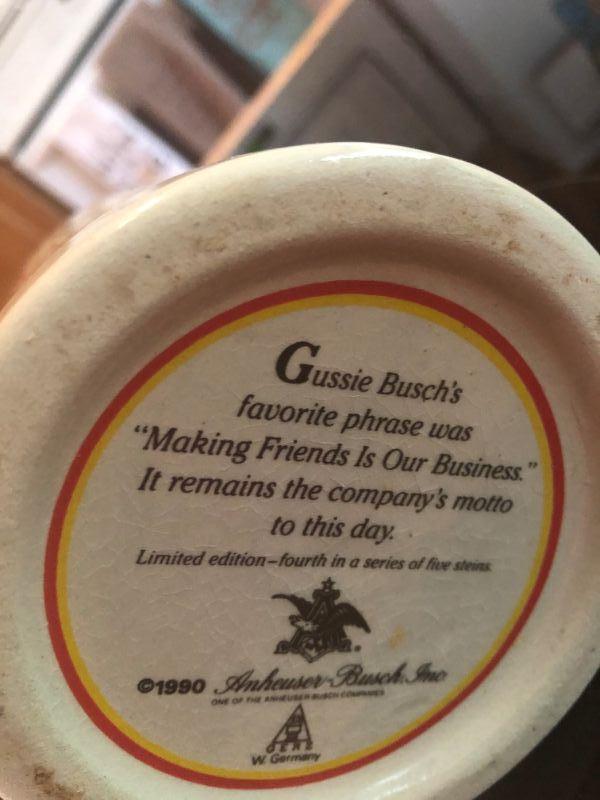 Gussie Busch's
favorite phrase was
“Making Friends Is Our Business.”
It remains the company's motto
to this day.
Limited edition–fourth in a series of five steins.
©1990 Anheuser-Busch, Inc.
ONE OF THE ANHEUSER-BUSCH COMPANIES
GERZ
W. Germany